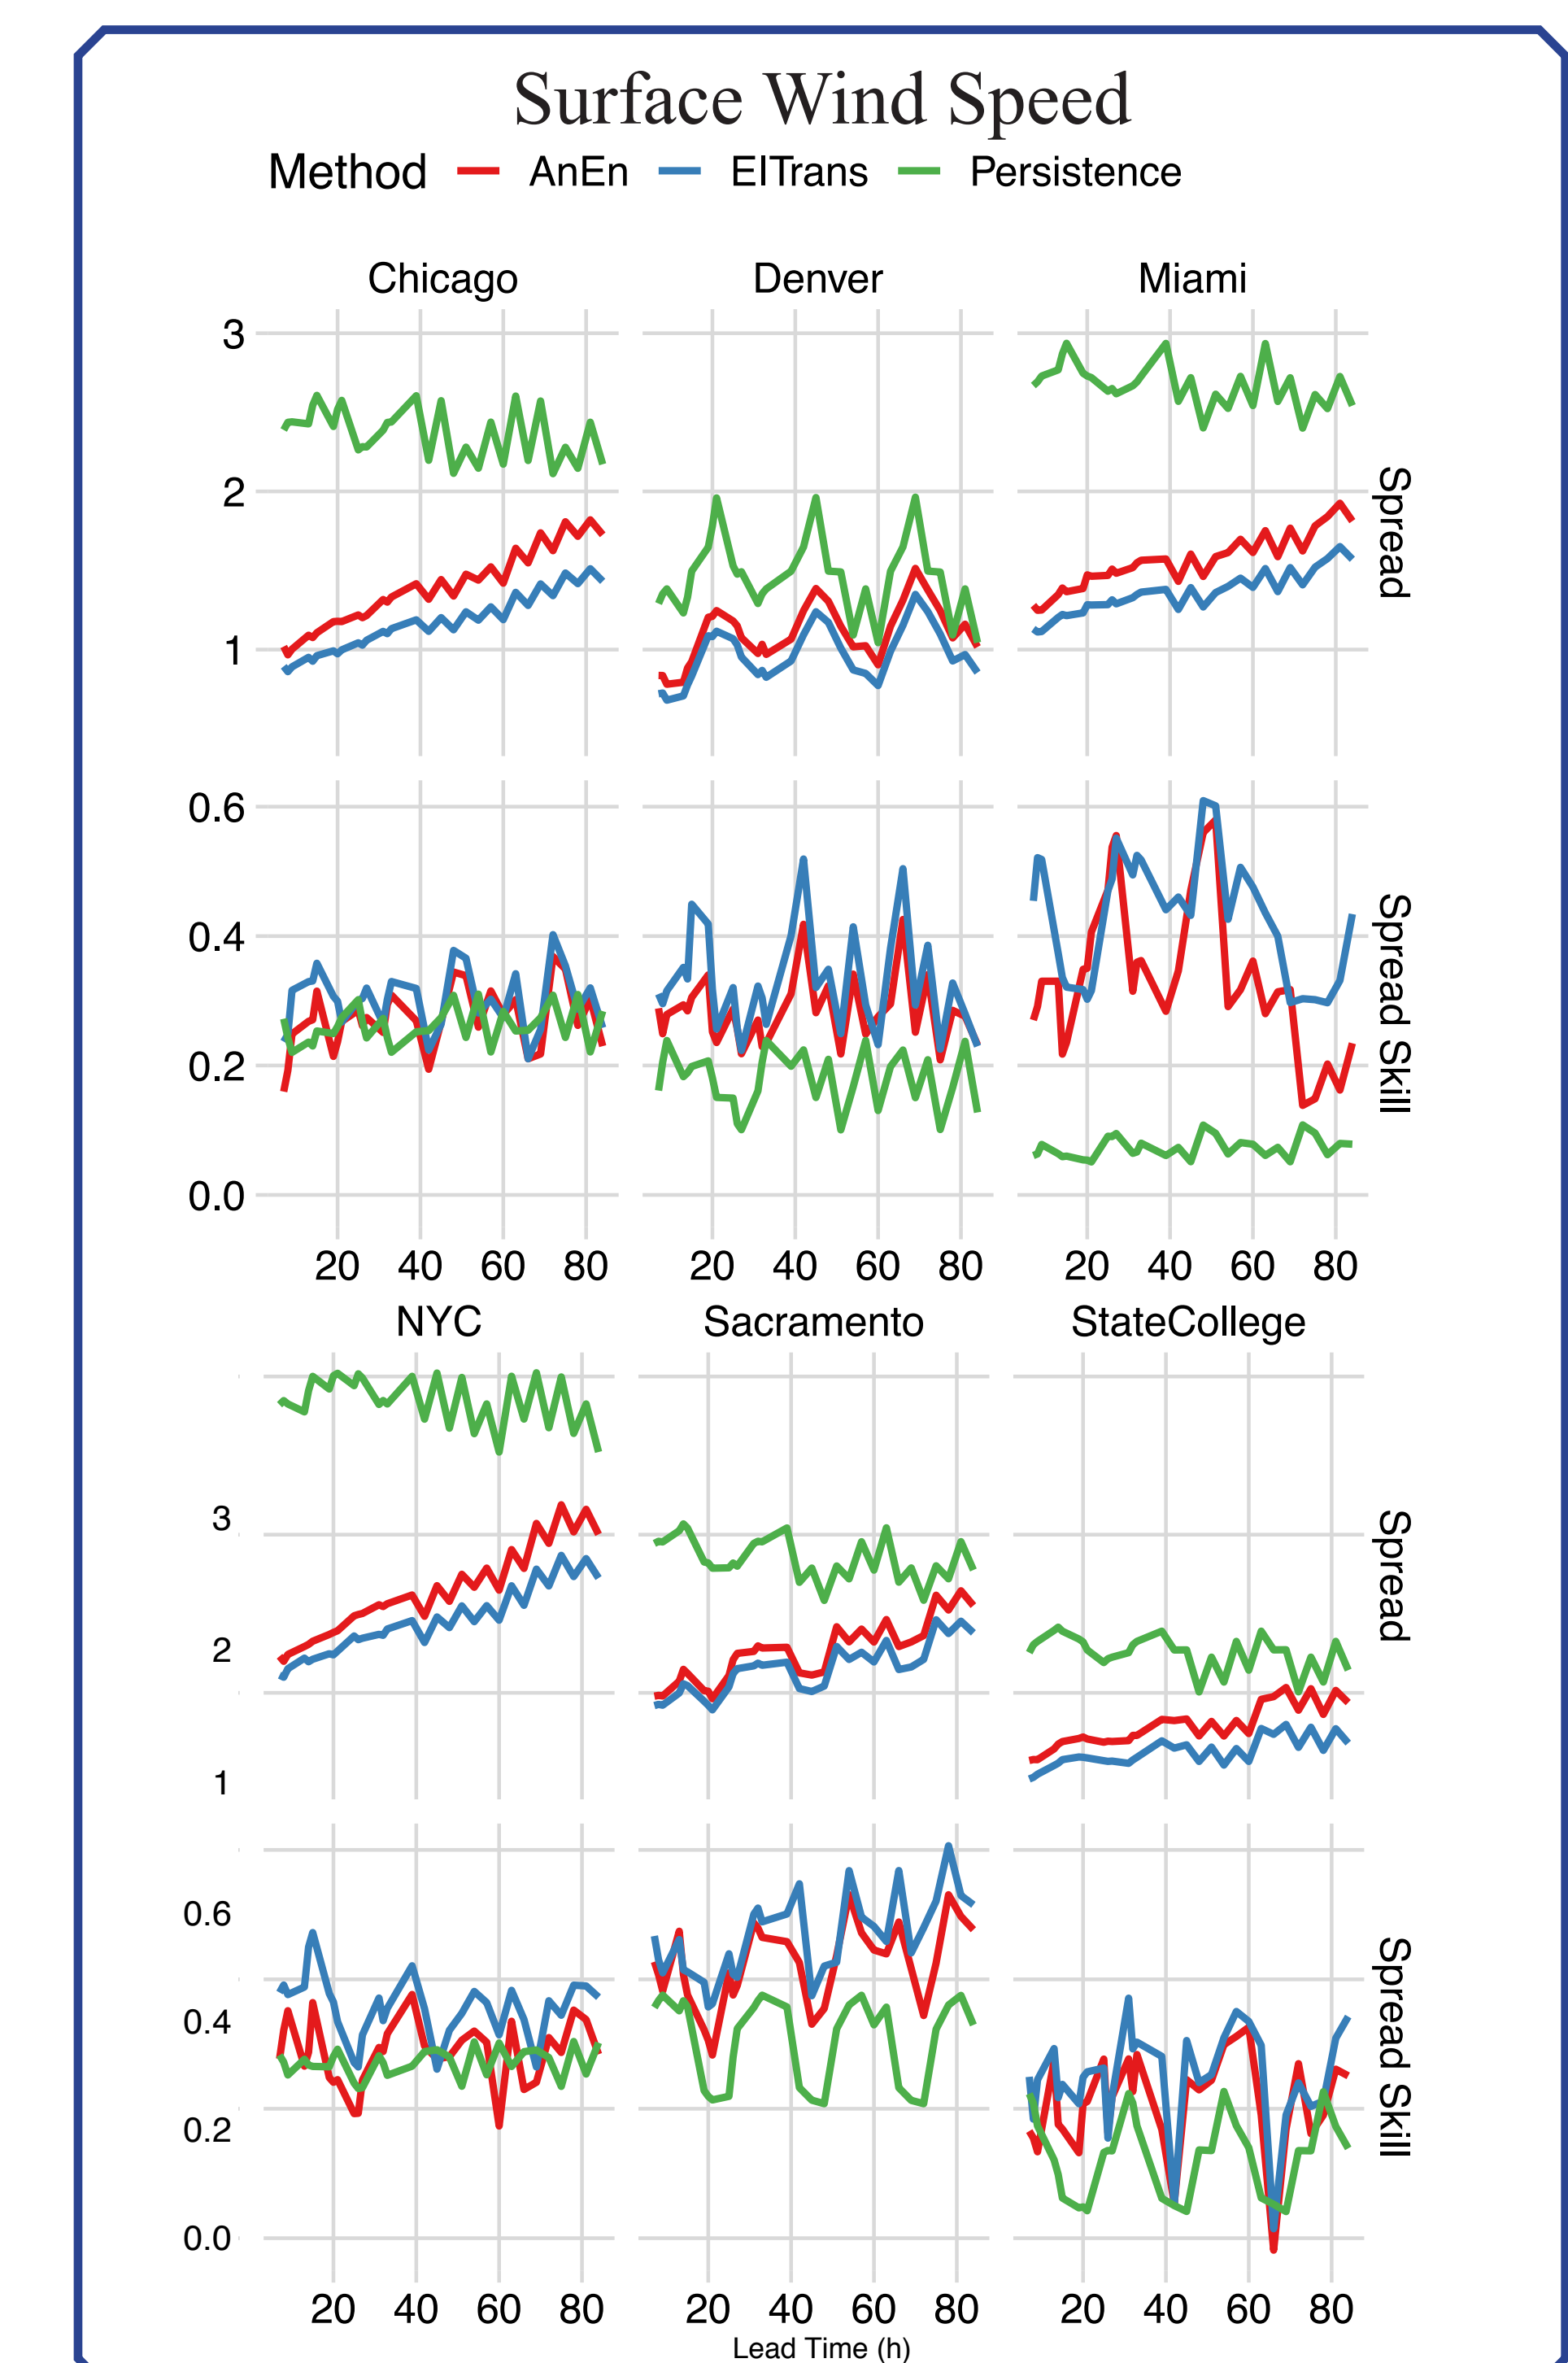 Surface Wind Speed
Method AnEn EITrans Persistence
Chicago Denver Miami
3
2
1
Spread
0.6
0.4
0.2
0.0
Spread Skill
20 40 60 80 20 40 60 80 20 40 60 80
NYC Sacramento StateCollege
3
2
1
Spread
0.6
0.4
0.2
0.0
Spread Skill
20 40 60 80 20 40 60 80 20 40 60 80
Lead Time (h)